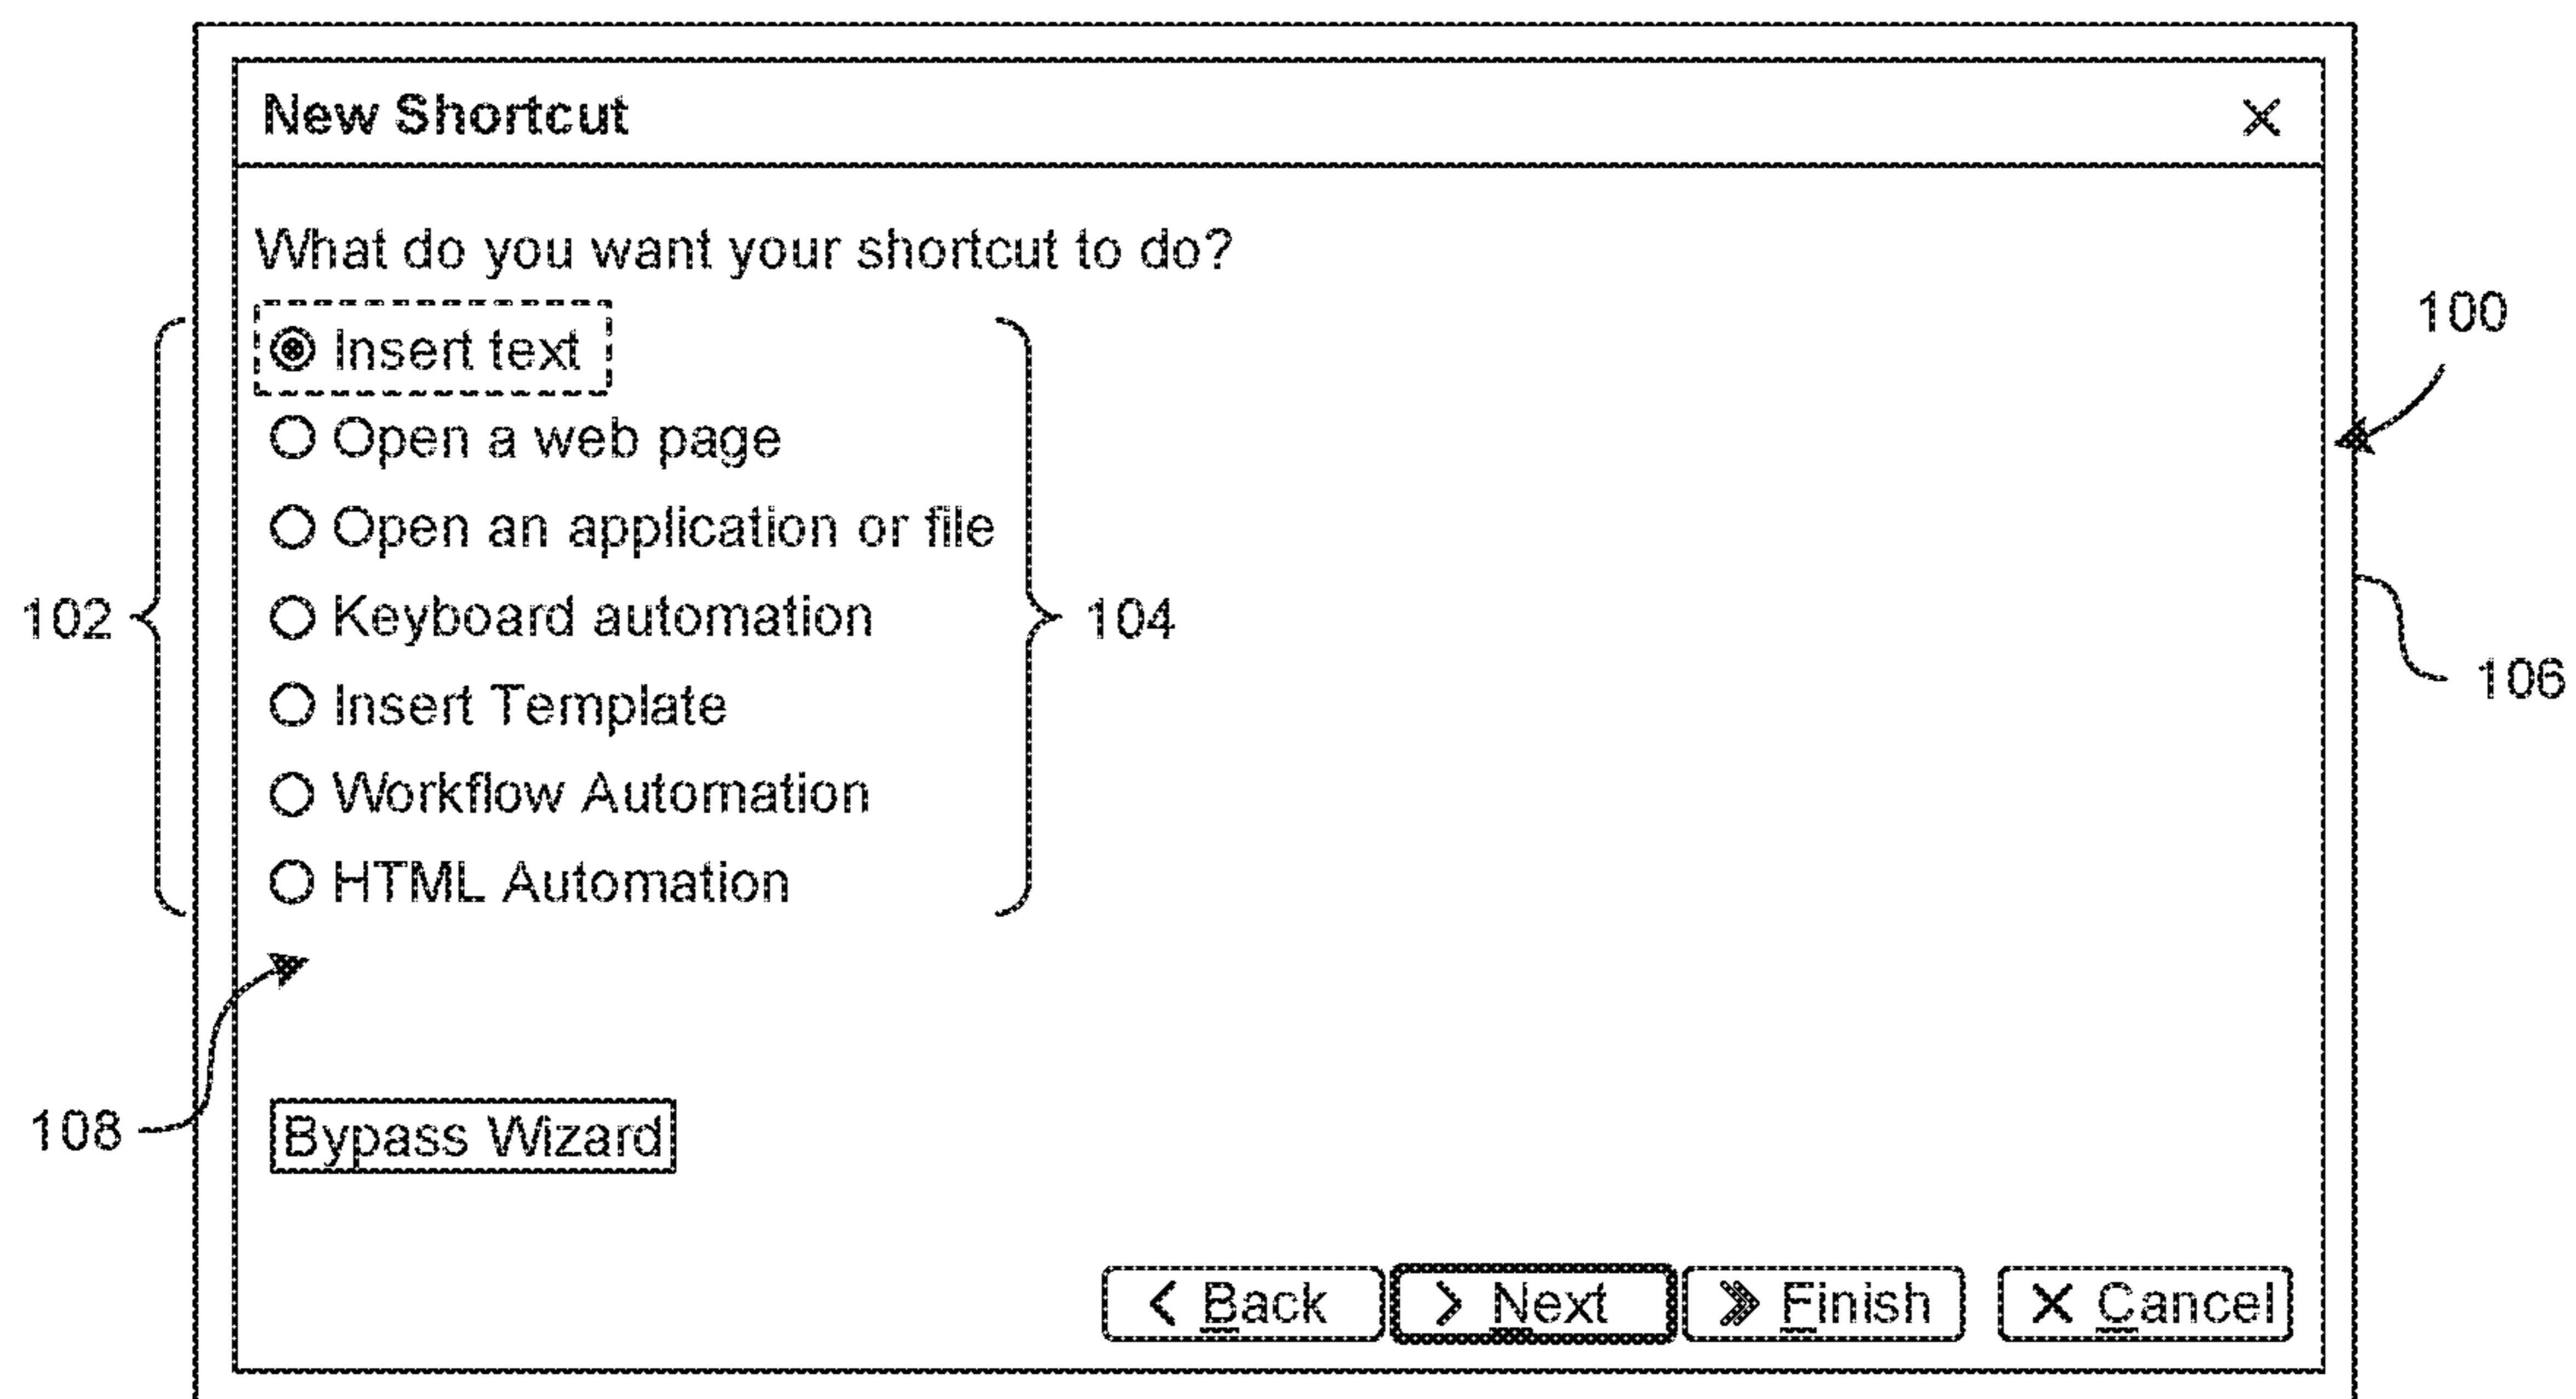 New Shortcut
What do you want your shortcut to do?
100
Insert text
Open a web page
Open an application or file
102
Keyboard automation
104
106
Insert Template
Workflow Automation
HTML Automation
108
Bypass Wizard
Back Next Finish Cancel